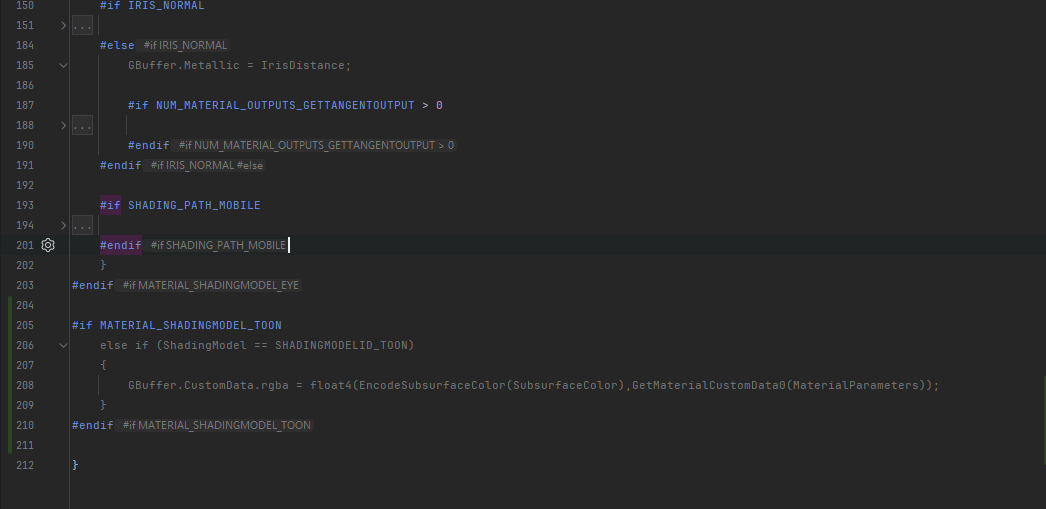 150 #if IRIS_NORMAL
151 ...
184 #else #if IRIS_NORMAL
185 GBuffer.Metallic = IrisDistance;
186
187 #if NUM_MATERIAL_OUTPUTS_GETTANGENTOUTPUT > 0
188 ...
190 #endif #if NUM_MATERIAL_OUTPUTS_GETTANGENTOUTPUT > 0
191 #endif #if IRIS_NORMAL #else
192
193 #if SHADING_PATH_MOBILE
194 ...
201 #endif #if SHADING_PATH_MOBILE
202 }
203 #endif #if MATERIAL_SHADINGMODEL_EYE
204
205 #if MATERIAL_SHADINGMODEL_TOON
206 else if (ShadingModel == SHADINGMODELID_TOON)
207 {
208 GBuffer.CustomData.rgba = float4(EncodeSubsurfaceColor(SubsurfaceColor),GetMaterialCustomData0(MaterialParameters));
209 }
210 #endif #if MATERIAL_SHADINGMODEL_TOON
211
212 }